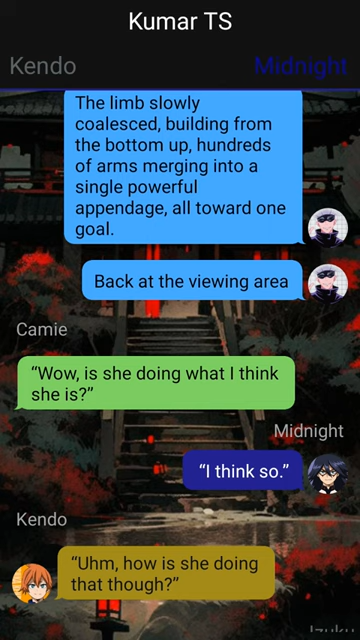 Kumar TS
Kendo
Midnight
The limb slowly
coalesced, building from
the bottom up, hundreds
of arms merging into a
single powerful
appendage, all toward one
goal.
Back at the viewing area
Camie
“Wow, is she doing what I think
she is?”
Midnight
“I think so.”
Kendo
“Uhm, how is she doing
that though?”